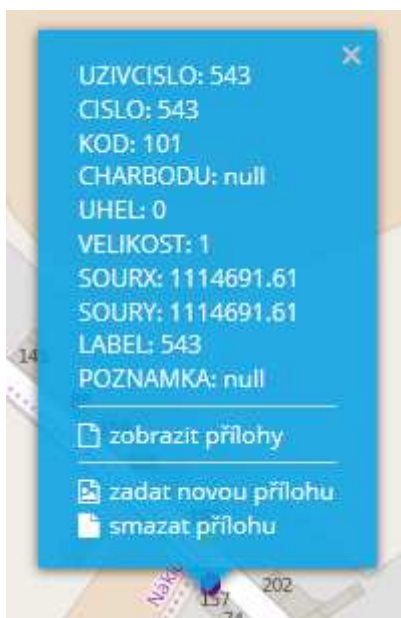 ×
UZIVCISLO: 543
CISLO: 543
KOD: 101
CHARBODU: null
UHEL: 0
VELIKOST: 1
SOURX: 1114691.61
SOURY: 1114691.61
LABEL: 543
POZNAMKA: null
zobrazit přílohy
zadat novou přílohu
smazat přílohu
202
137